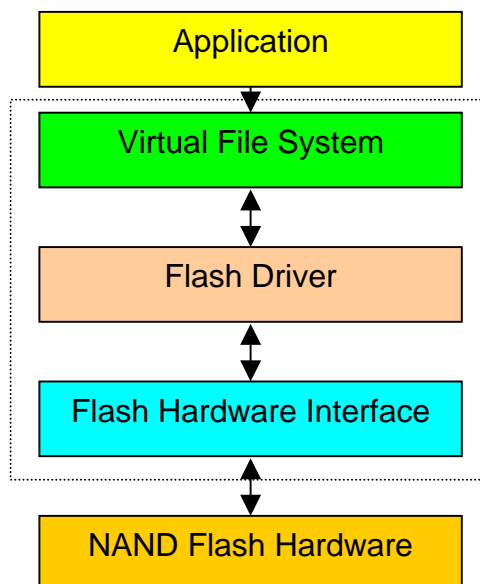 Application
Virtual File System
Flash Driver
Flash Hardware Interface
NAND Flash Hardware